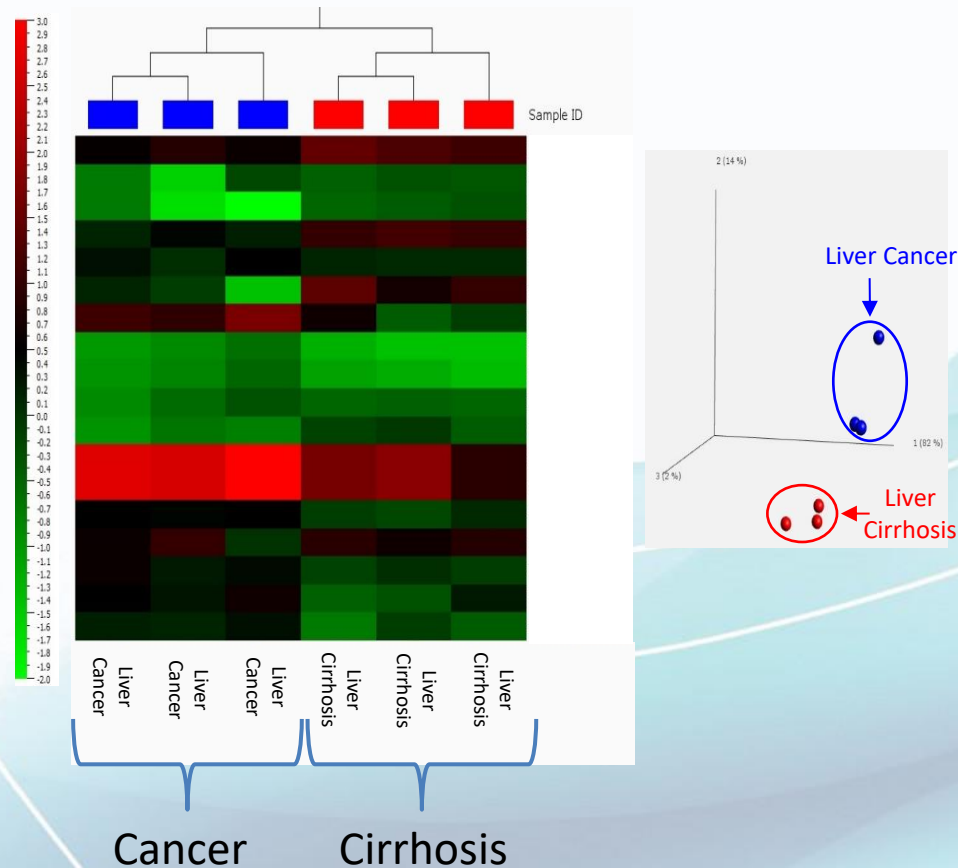 3.0
2.9
2.8
2.7
2.6
2.5
2.4
2.3
2.2
2.1
2.0
1.9
1.8
1.7
1.6
1.5
1.4
1.3
1.2
1.1
1.0
0.9
0.8
0.7
0.6
0.5
0.4
0.3
0.2
0.1
0.0
-0.1
-0.2
-0.3
-0.4
-0.5
-0.6
-0.7
-0.8
-0.9
-1.0
-1.1
-1.2
-1.3
-1.4
-1.5
-1.6
-1.7
-1.8
-1.9
-2.0
Sample ID
2 (14 %)
Liver Cancer
1 (82 %)
3 (2 %)
Liver
Cirrhosis
Liver
Cancer
Liver
Cancer
Liver
Cancer
Liver
Cirrhosis
Liver
Cirrhosis
Liver
Cirrhosis
Cancer
Cirrhosis